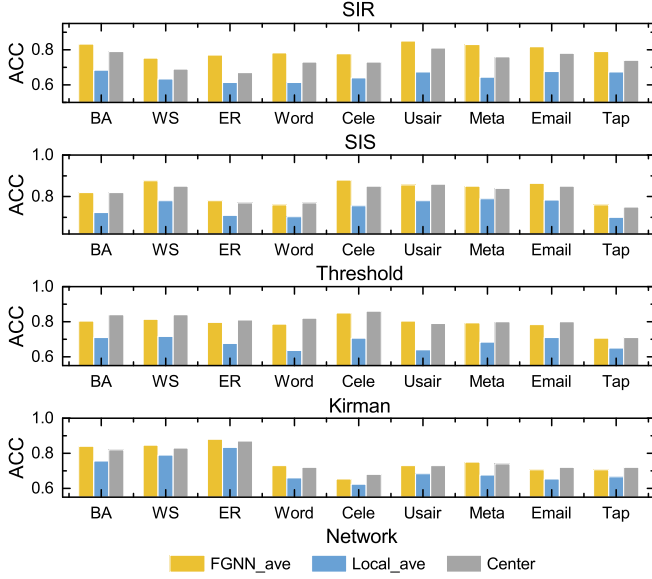 SIR
ACC
0.8
0.6
BA WS ER Word Cele Usair Meta Email Tap
SIS
ACC
1.0
0.8
BA WS ER Word Cele Usair Meta Email Tap
Threshold
ACC
1.0
0.8
0.6
BA WS ER Word Cele Usair Meta Email Tap
Kirman
ACC
1.0
0.8
0.6
BA WS ER Word Cele Usair Meta Email Tap
Network
FGNN_ave Local_ave Center